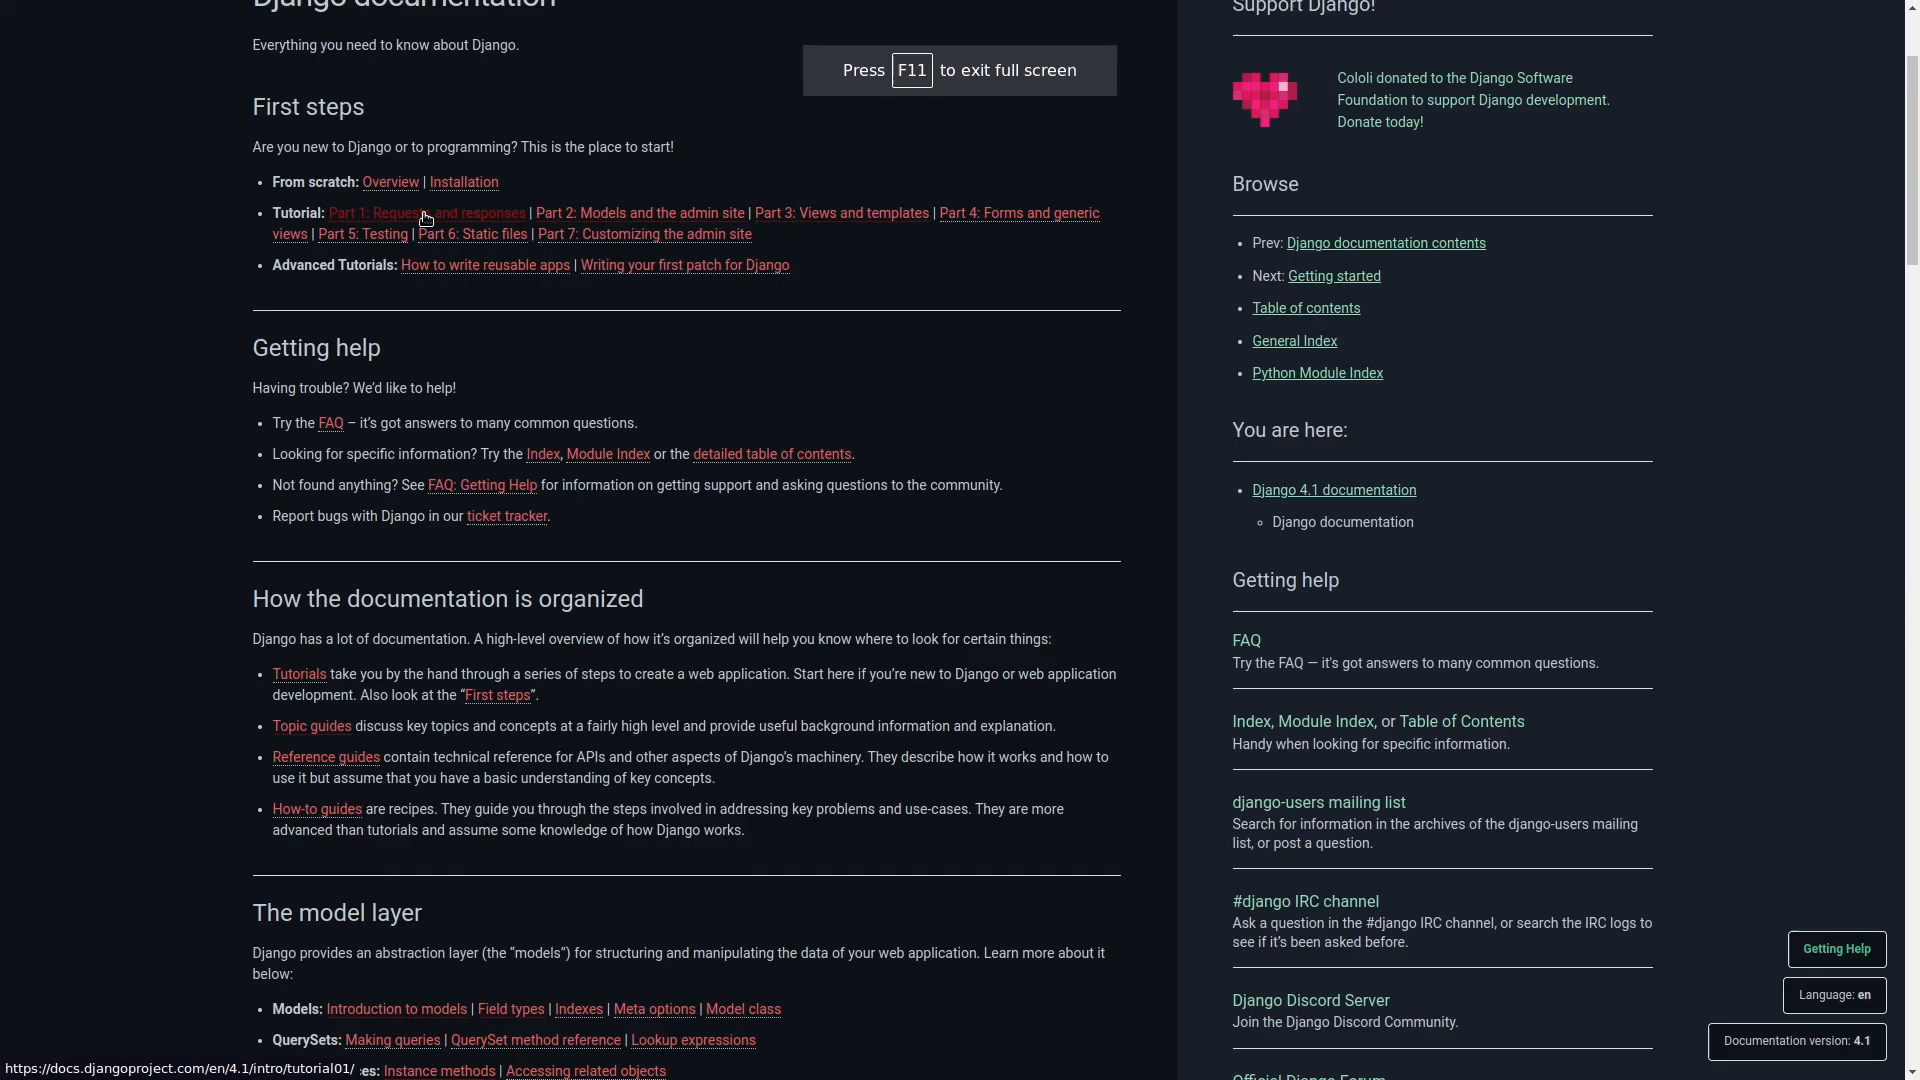 Django documentation
Everything you need to know about Django.
Press F11 to exit full screen
First steps
Are you new to Django or to programming? This is the place to start!
From scratch: Overview | Installation
Tutorial: Part 1: Requests and responses | Part 2: Models and the admin site | Part 3: Views and templates | Part 4: Forms and generic
views | Part 5: Testing | Part 6: Static files | Part 7: Customizing the admin site
Advanced Tutorials: How to write reusable apps | Writing your first patch for Django
Getting help
Having trouble? We’d like to help!
Try the FAQ – it’s got answers to many common questions.
Looking for specific information? Try the Index, Module Index or the detailed table of contents.
Not found anything? See FAQ: Getting Help for information on getting support and asking questions to the community.
Report bugs with Django in our ticket tracker.
How the documentation is organized
Django has a lot of documentation. A high-level overview of how it’s organized will help you know where to look for certain things:
Tutorials take you by the hand through a series of steps to create a web application. Start here if you’re new to Django or web application
development. Also look at the “First steps”.
Topic guides discuss key topics and concepts at a fairly high level and provide useful background information and explanation.
Reference guides contain technical reference for APIs and other aspects of Django’s machinery. They describe how it works and how to
use it but assume that you have a basic understanding of key concepts.
How-to guides are recipes. They guide you through the steps involved in addressing key problems and use-cases. They are more
advanced than tutorials and assume some knowledge of how Django works.
The model layer
Django provides an abstraction layer (the “models”) for structuring and manipulating the data of your web application. Learn more about it
below:
Models: Introduction to models | Field types | Indexes | Meta options | Model class
QuerySets: Making queries | QuerySet method reference | Lookup expressions
https://docs.djangoproject.com/en/4.1/intro/tutorial01/ es: Instance methods | Accessing related objects
Support Django!
Cololi donated to the Django Software
Foundation to support Django development.
Donate today!
Browse
Prev: Django documentation contents
Next: Getting started
Table of contents
General Index
Python Module Index
You are here:
Django 4.1 documentation
Django documentation
Getting help
FAQ
Try the FAQ — it's got answers to many common questions.
Index, Module Index, or Table of Contents
Handy when looking for specific information.
django-users mailing list
Search for information in the archives of the django-users mailing
list, or post a question.
#django IRC channel
Ask a question in the #django IRC channel, or search the IRC logs to
see if it’s been asked before.
Django Discord Server
Join the Django Discord Community.
Official Django Forum
Getting Help
Language: en
Documentation version: 4.1